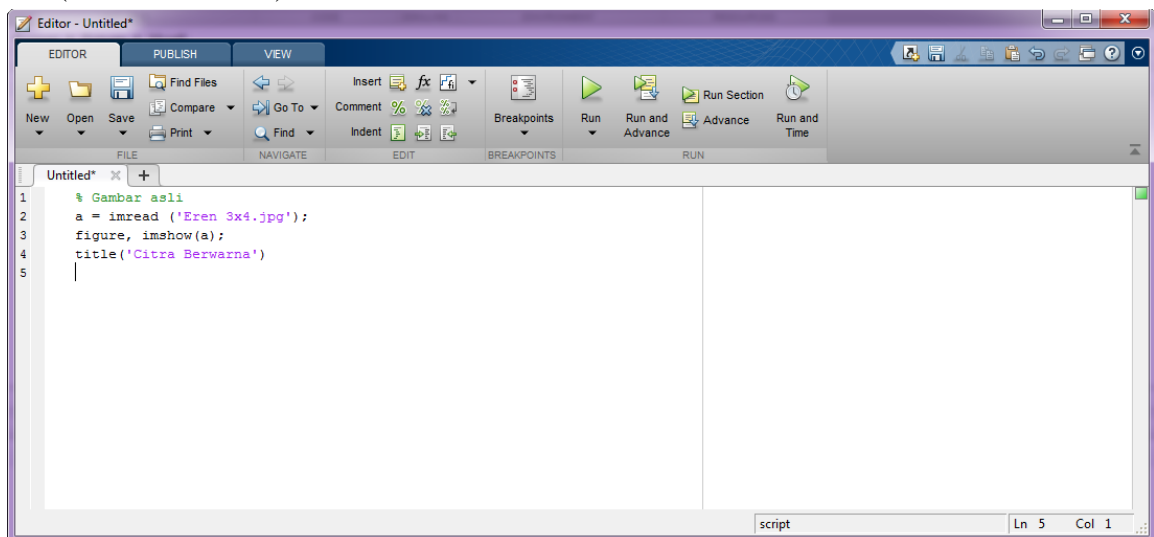 Editor - Untitled*
EDITOR PUBLISH VIEW
Find Files Insert fx
Compare Go To Comment Run Section
New Open Save Breakpoints Run Run and Advance Run and
Print Find Indent Advance Time
FILE NAVIGATE EDIT BREAKPOINTS RUN
Untitled* +
1 % Gambar asli
2 a = imread ('Eren 3x4.jpg');
3 figure, imshow(a);
4 title('Citra Berwarna')
5
script Ln 5 Col 1